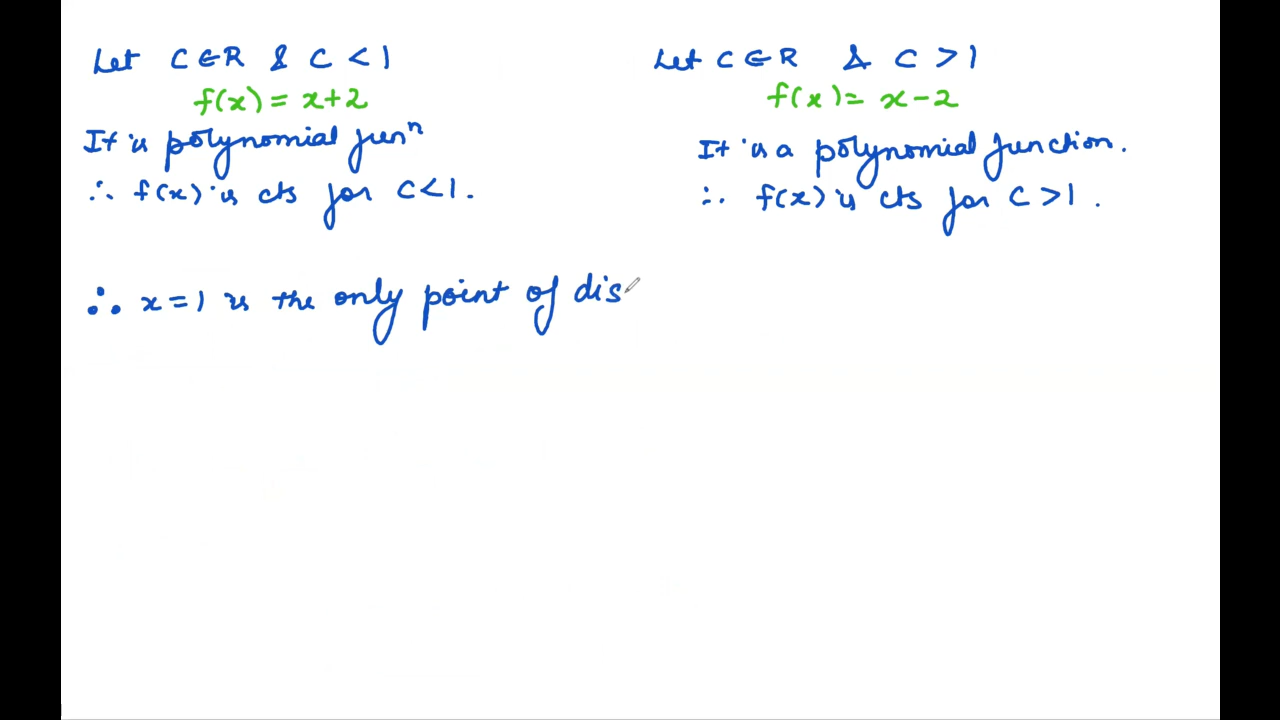 Let C∈R & C < 1
f(x) = x+2
It is polynomial funⁿ
∴ f(x) is cts for C<1.
Let C∈R & C > 1
f(x) = x-2
It is a polynomial function.
∴ f(x) is cts for C>1.
∴ x=1 is the only point of dis